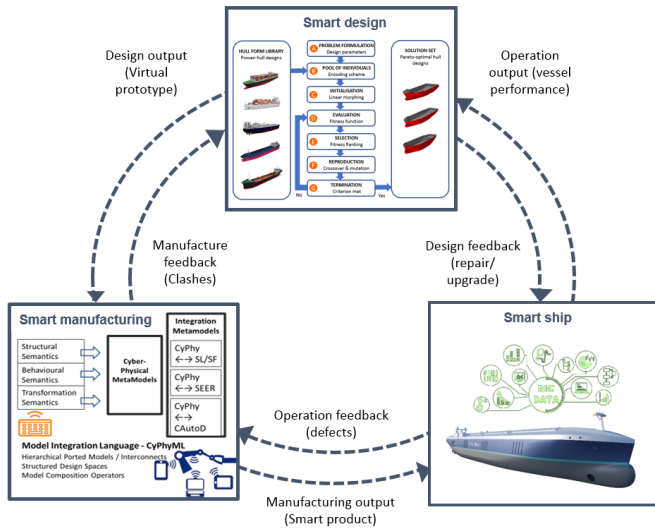 Smart design
HULL FORM LIBRARY
Proven hull designs
A PROBLEM FORMULATION
Design parameters
B POOL OF INDIVIDUALS
Encoding scheme
C INITIALISATION
Linear morphing
D EVALUATION
Fitness function
E SELECTION
Fitness Ranking
F REPRODUCTION
Crossover & mutation
G TERMINATION
No Criterion met Yes
SOLUTION SET
Pareto-optimal hull
designs
Design output
(Virtual
prototype)
Operation
output (vessel
performance)
Manufacture
feedback
(Clashes)
Design feedback
(repair/
upgrade)
Smart manufacturing
Structural
Semantics
Behavioural
Semantics
Transformation
Semantics
Cyber-
Physical
MetaModels
Integration
Metamodels
CyPhy
←→ SL/SF
CyPhy
←→ SEER
CyPhy
←→
CAutoD
Model Integration Language - CyPhyML
Hierarchical Ported Models / Interconnects
Structured Design Spaces
Model Composition Operators
Smart ship
BIG
DATA
Operation feedback
(defects)
Manufacturing output
(Smart product)